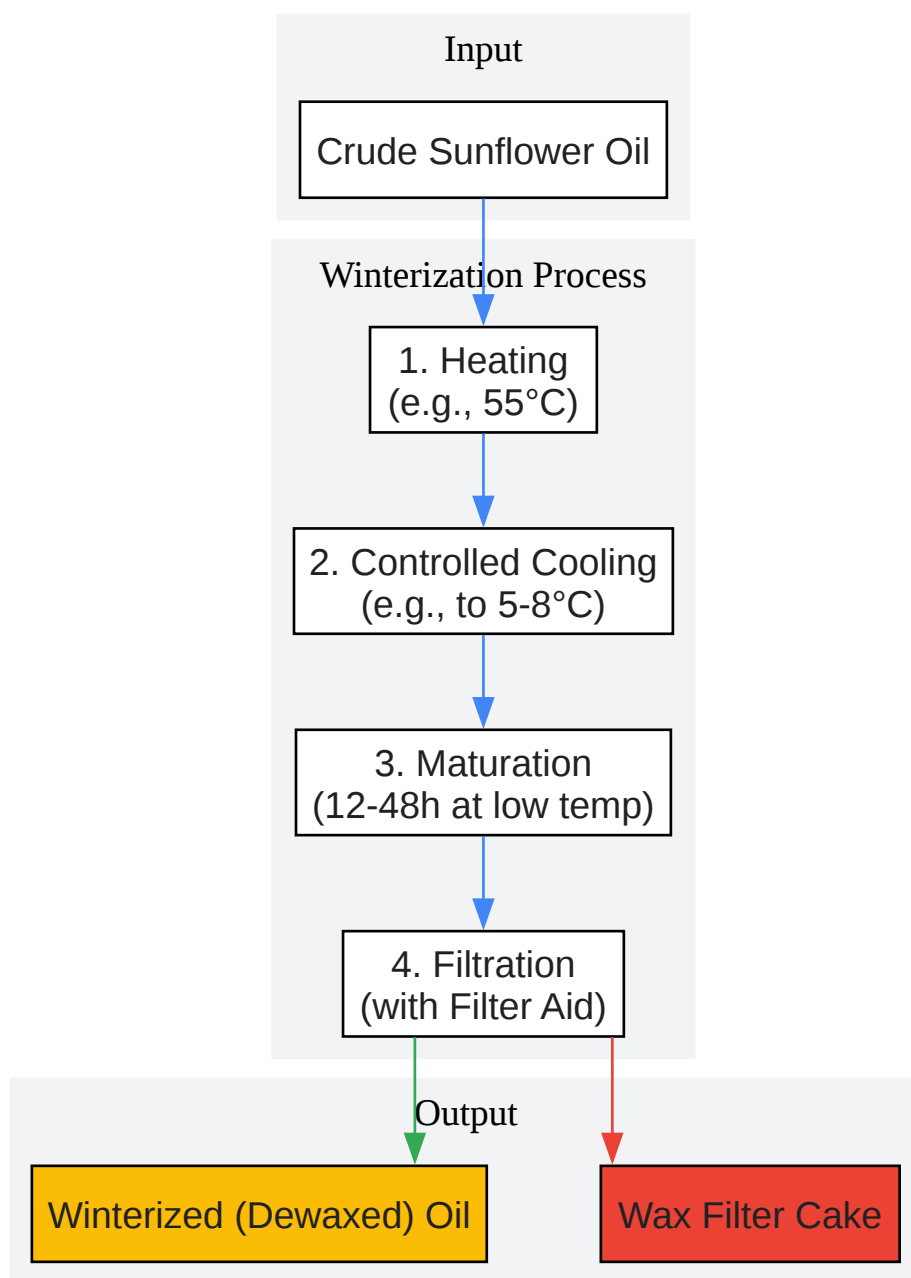 Input
Crude Sunflower Oil
Winterization Process
1. Heating
(e.g., 55°C)
2. Controlled Cooling
(e.g., to 5-8°C)
3. Maturation
(12-48h at low temp)
4. Filtration
(with Filter Aid)
Output
Winterized (Dewaxed) Oil
Wax Filter Cake